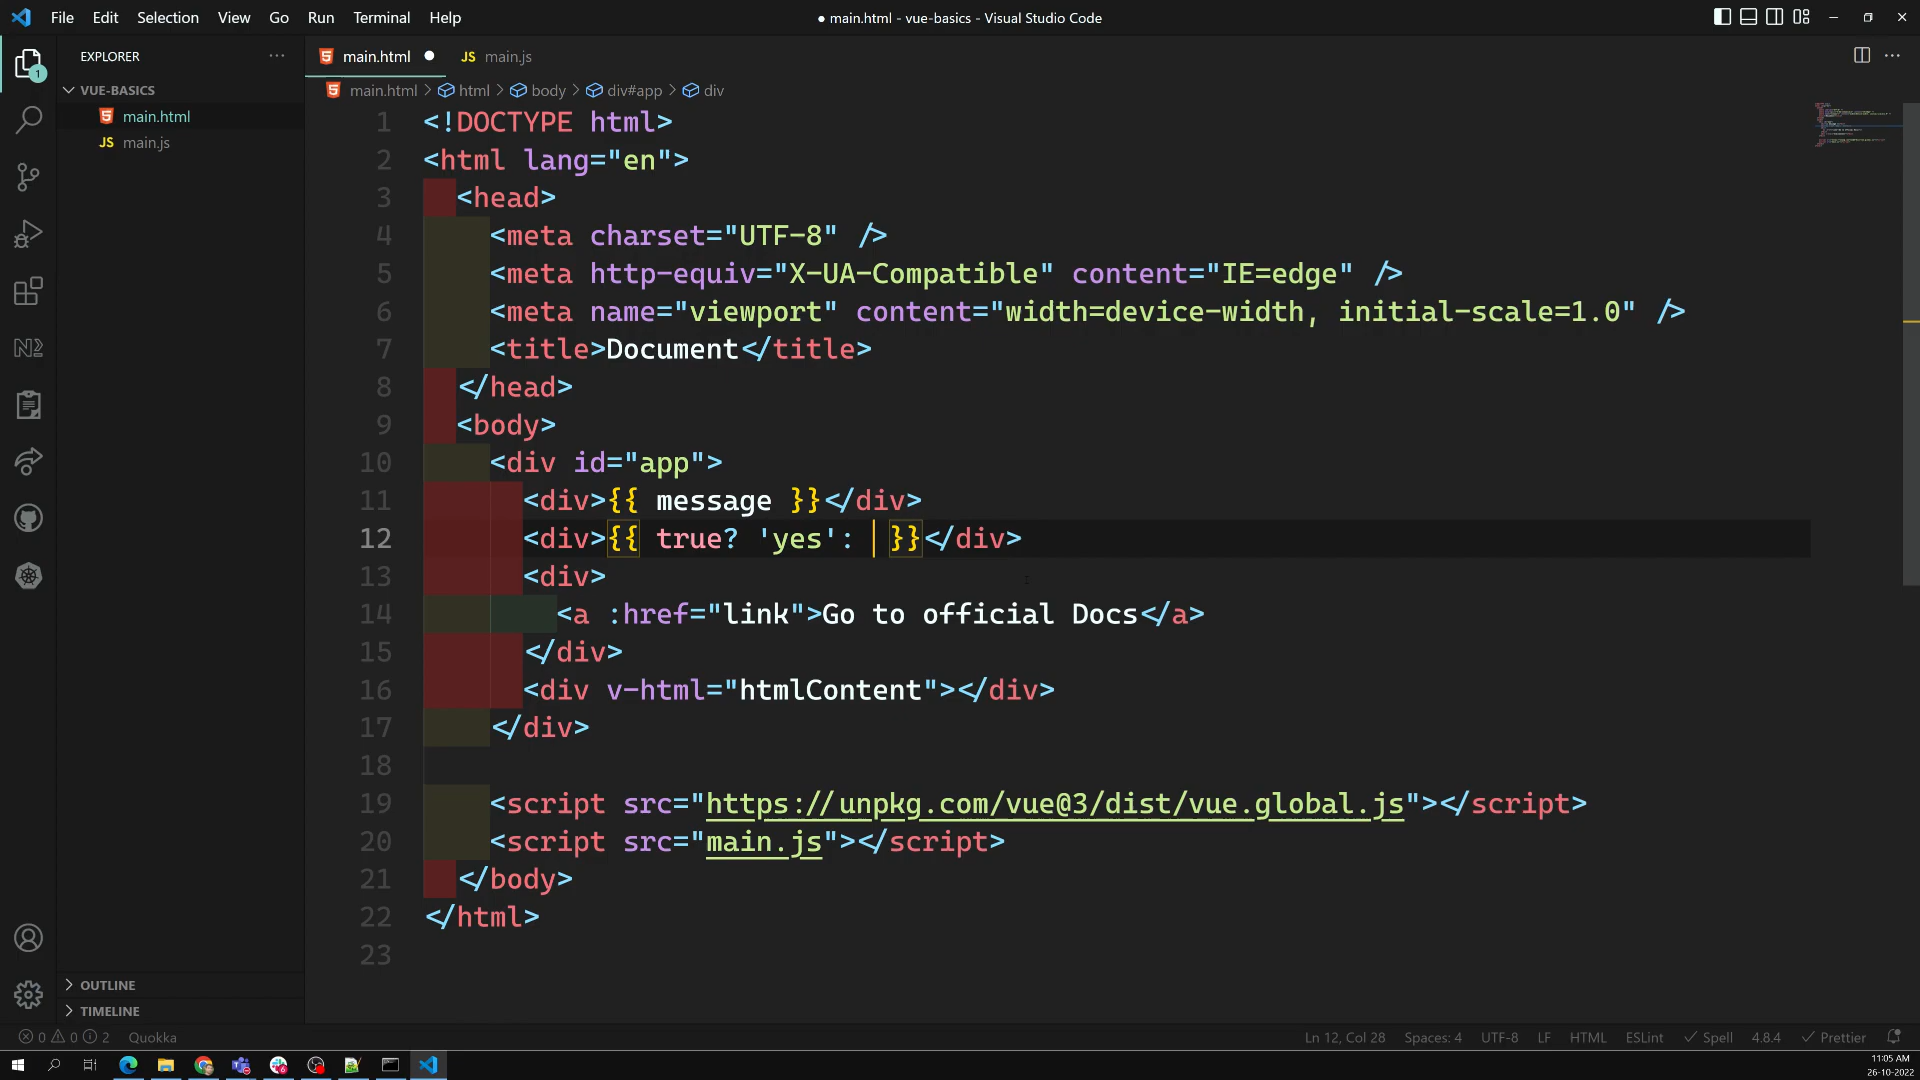 File Edit Selection View Go Run Terminal Help
● main.html - vue-basics - Visual Studio Code
EXPLORER
main.html
JS main.js
1
VUE-BASICS
main.html > html > body > div#app > div
main.html
JS main.js
1 <!DOCTYPE html>
2 <html lang="en">
3 <head>
4 <meta charset="UTF-8" />
5 <meta http-equiv="X-UA-Compatible" content="IE=edge" />
6 <meta name="viewport" content="width=device-width, initial-scale=1.0" />
7 <title>Document</title>
8 </head>
9 <body>
10 <div id="app">
11 <div>{{ message }}</div>
12 <div>{{ true? 'yes': }}</div>
13 <div>
14 <a :href="link">Go to official Docs</a>
15 </div>
16 <div v-html="htmlContent"></div>
17 </div>
18
19 <script src="https://unpkg.com/vue@3/dist/vue.global.js"></script>
20 <script src="main.js"></script>
21 </body>
22 </html>
23
OUTLINE
TIMELINE
0 0 2 Quokka
Ln 12, Col 28 Spaces: 4 UTF-8 LF HTML ESLint Spell 4.8.4 Prettier
11:05 AM
26-10-2022